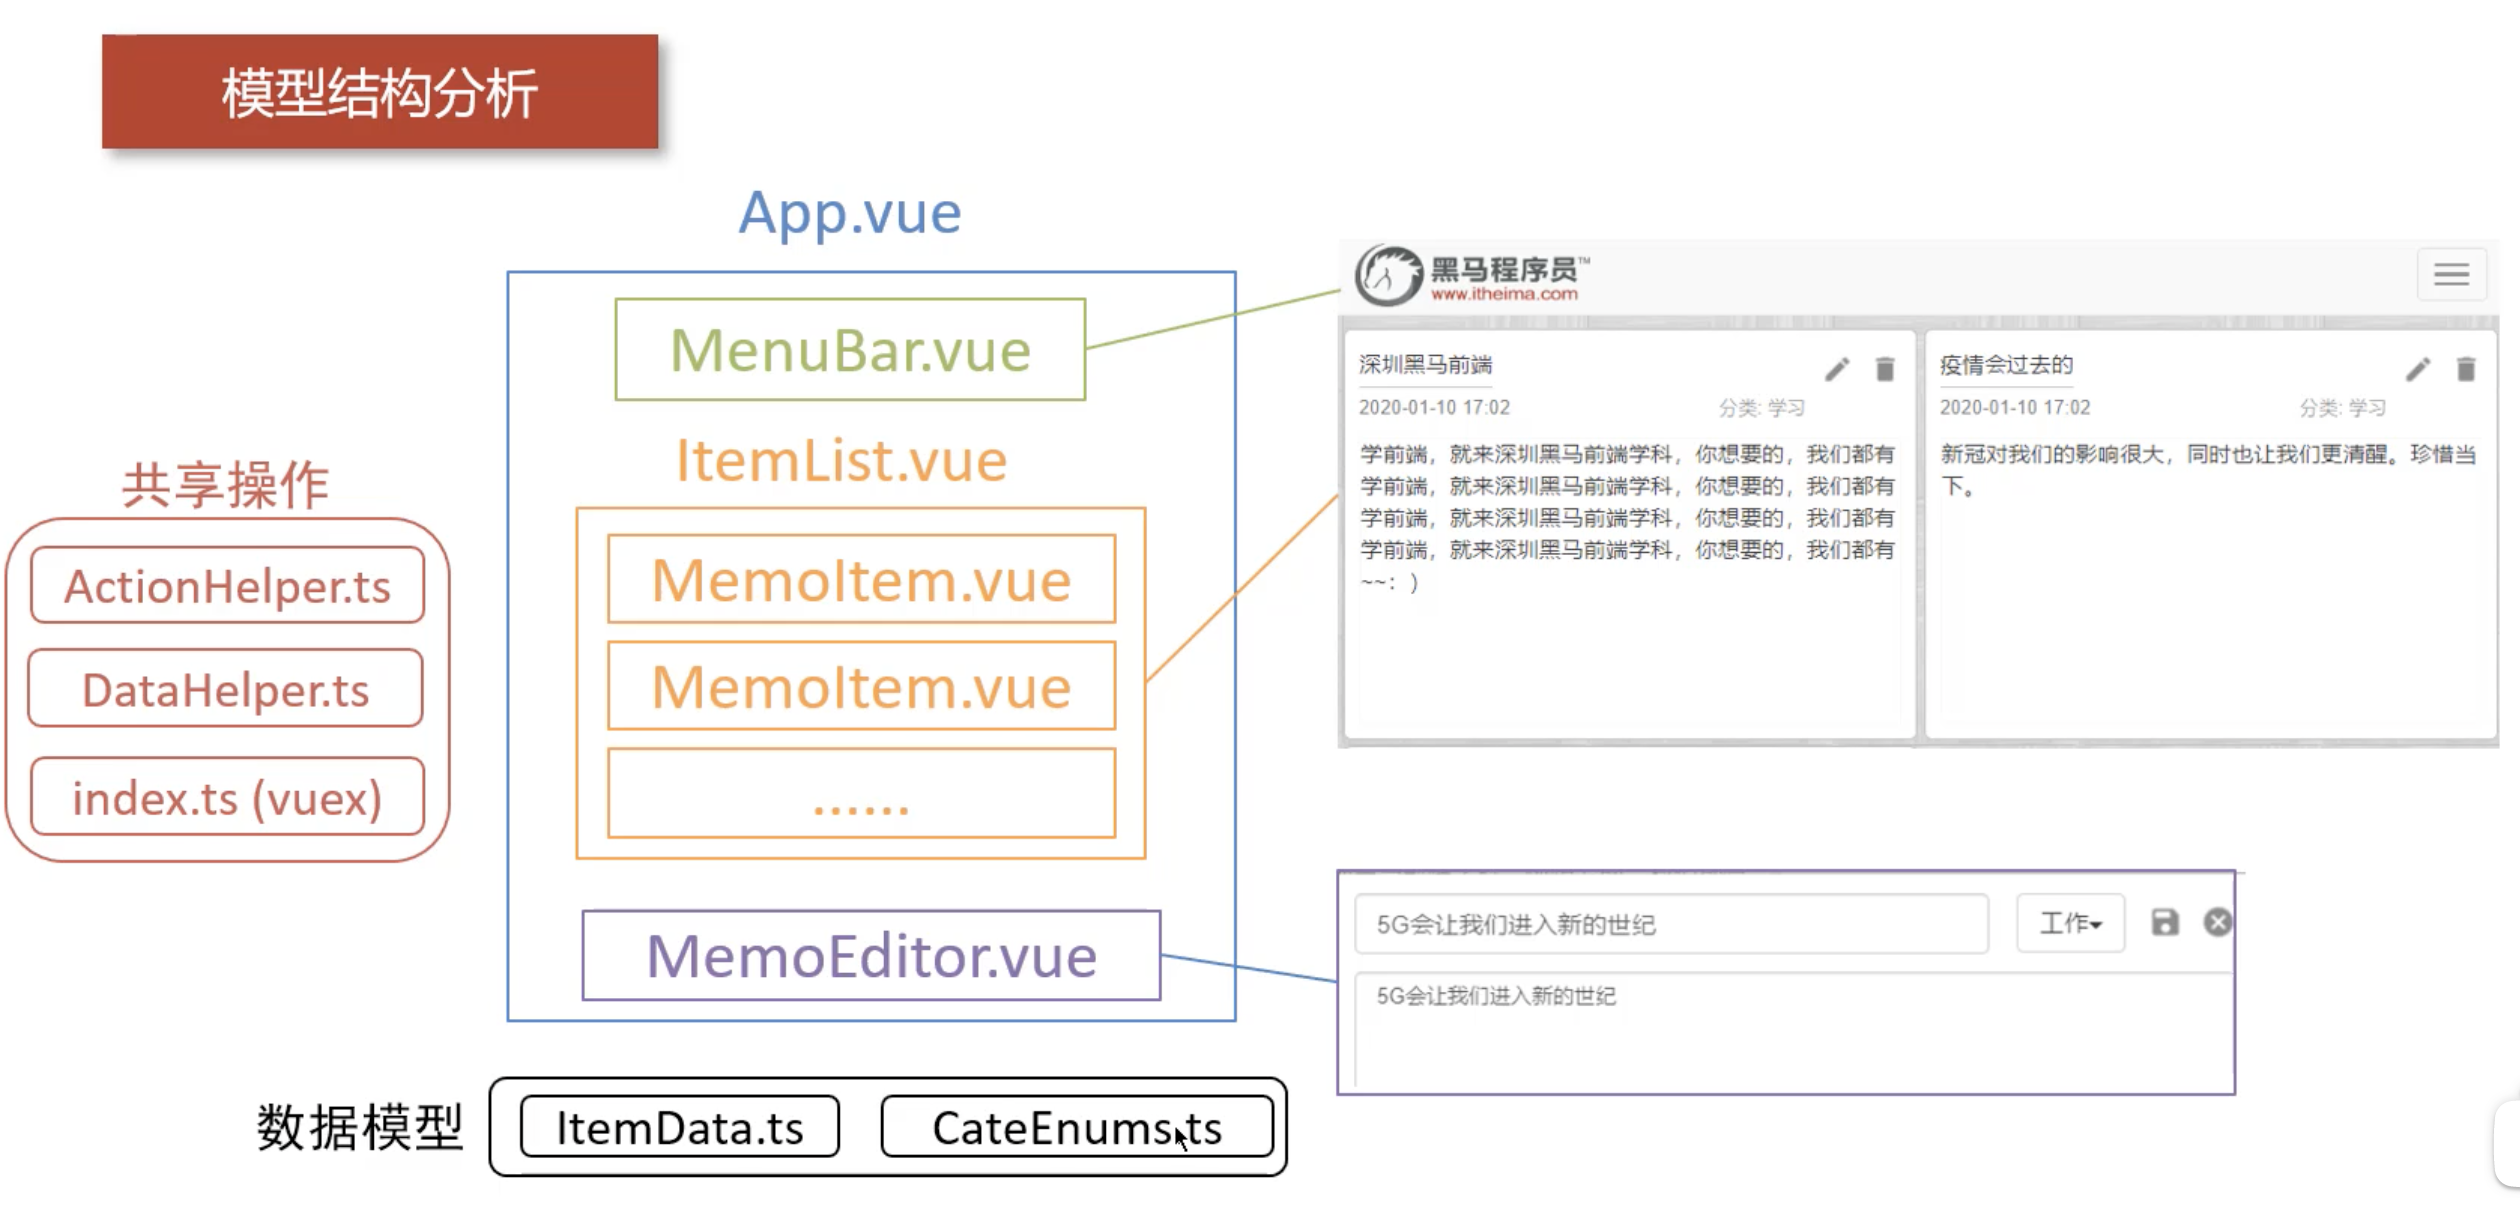 模型结构分析
App.vue
MenuBar.vue
ItemList.vue
MemoItem.vue
MemoItem.vue
......
MemoEditor.vue
共享操作
ActionHelper.ts
DataHelper.ts
index.ts (vuex)
数据模型
ItemData.ts
CateEnums.ts
黑马程序员™
www.itheima.com
深圳黑马前端
2020-01-10 17:02 分类: 学习
学前端，就来深圳黑马前端学科，你想要的，我们都有
学前端，就来深圳黑马前端学科，你想要的，我们都有
学前端，就来深圳黑马前端学科，你想要的，我们都有
学前端，就来深圳黑马前端学科，你想要的，我们都有
~~: )
疫情会过去的
2020-01-10 17:02 分类: 学习
新冠对我们的影响很大，同时也让我们更清醒。珍惜当
下。
5G会让我们进入新的世纪
工作
5G会让我们进入新的世纪